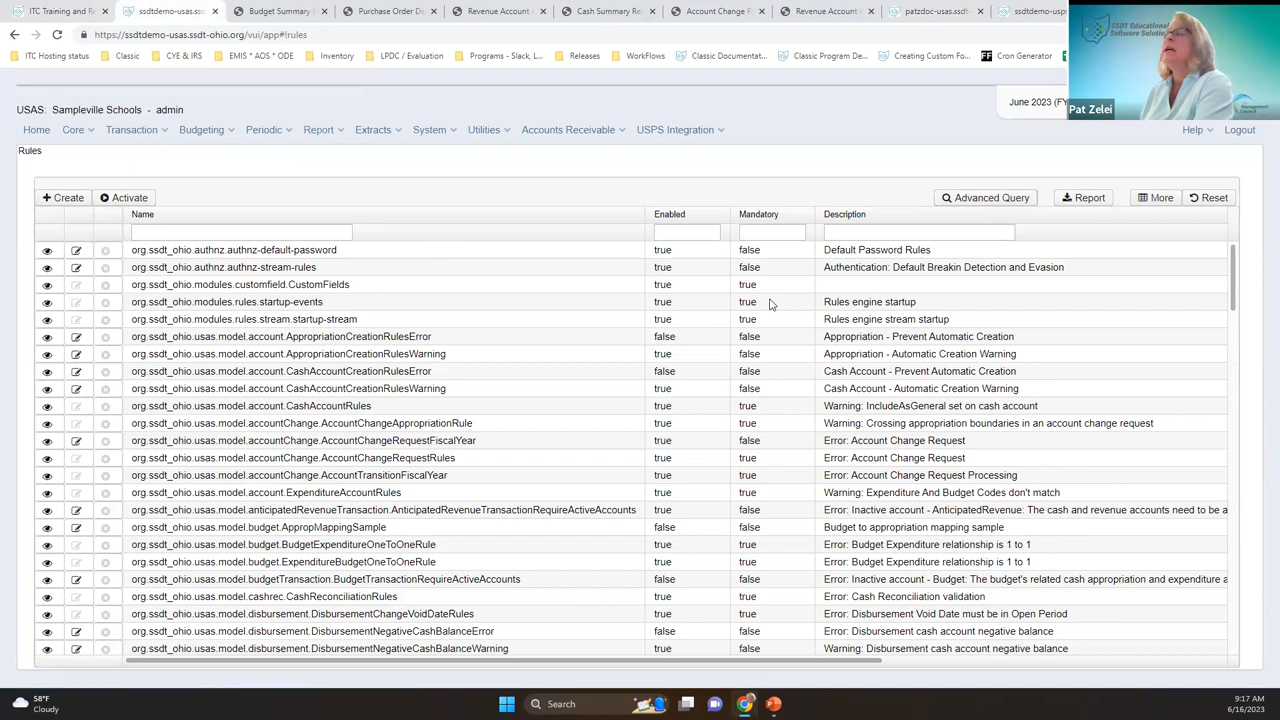 ITC Training and Re
ssdtdemo-usas.ssd
Budget Summary (
Purchase Order De
Revenue Account
Cash Summary Rep
Account Change R
Revenue Account
patzdoc-usas.ssdt
ssdtdemo-usps
https://ssdtdemo-usas.ssdt-ohio.org/vui/app#!rules
ITC Hosting status
Classic
CYE & IRS
EMIS * AOS * ODE
Inventory
LPDC / Evaluation
Programs - Slack, L...
Releases
WorkFlows
Classic Documentat...
Classic Program De...
Creating Custom Fo...
Cron Generator
SSDT Educational
Software Solutio
Management
Council
Pat Zelei
June 2023 (FY
USAS: Sampleville Schools - admin
Home Core Transaction Budgeting Periodic Report Extracts System Utilities Accounts Receivable USPS Integration Help Logout
Rules
Create Activate Advanced Query Report More Reset
Name Enabled Mandatory Description
org.ssdt_ohio.authnz.authnz-default-password true false Default Password Rules
org.ssdt_ohio.authnz.authnz-stream-rules true false Authentication: Default Breakin Detection and Evasion
org.ssdt_ohio.modules.customfield.CustomFields true true
org.ssdt_ohio.modules.rules.startup-events true true Rules engine startup
org.ssdt_ohio.modules.rules.stream.startup-stream true true Rules engine stream startup
org.ssdt_ohio.usas.model.account.AppropriationCreationRulesError false false Appropriation - Prevent Automatic Creation
org.ssdt_ohio.usas.model.account.AppropriationCreationRulesWarning true false Appropriation - Automatic Creation Warning
org.ssdt_ohio.usas.model.account.CashAccountCreationRulesError false false Cash Account - Prevent Automatic Creation
org.ssdt_ohio.usas.model.account.CashAccountCreationRulesWarning true false Cash Account - Automatic Creation Warning
org.ssdt_ohio.usas.model.account.CashAccountRules true true Warning: IncludeAsGeneral set on cash account
org.ssdt_ohio.usas.model.accountChange.AccountChangeAppropriationRule true true Warning: Crossing appropriation boundaries in an account change request
org.ssdt_ohio.usas.model.accountChange.AccountChangeRequestFiscalYear true false Error: Account Change Request
org.ssdt_ohio.usas.model.accountChange.AccountChangeRequestRules true true Error: Account Change Request
org.ssdt_ohio.usas.model.accountChange.AccountTransitionFiscalYear true true Error: Account Change Request Processing
org.ssdt_ohio.usas.model.account.ExpenditureAccountRules true true Warning: Expenditure And Budget Codes don't match
org.ssdt_ohio.usas.model.anticipatedRevenueTransaction.AnticipatedRevenueTransactionRequireActiveAccounts true false Error: Inactive account - AnticipatedRevenue: The cash and revenue accounts need to be a
org.ssdt_ohio.usas.model.budget.AppropMappingSample false false Budget to appropriation mapping sample
org.ssdt_ohio.usas.model.budget.BudgetExpenditureOneToOneRule true true Error: Budget Expenditure relationship is 1 to 1
org.ssdt_ohio.usas.model.budget.ExpenditureBudgetOneToOneRule true true Error: Budget Expenditure relationship is 1 to 1
org.ssdt_ohio.usas.model.budgetTransaction.BudgetTransactionRequireActiveAccounts false false Error: Inactive account - Budget: The budget's related cash appropriation and expenditure a
org.ssdt_ohio.usas.model.cashrec.CashReconciliationRules true true Error: Cash Reconciliation validation
org.ssdt_ohio.usas.model.disbursement.DisbursementChangeVoidDateRules true true Error: Disbursement Void Date must be in Open Period
org.ssdt_ohio.usas.model.disbursement.DisbursementNegativeCashBalanceError false false Error: Disbursement cash account negative balance
org.ssdt_ohio.usas.model.disbursement.DisbursementNegativeCashBalanceWarning true false Warning: Disbursement cash account negative balance
58°F
Cloudy
Search
9:17 AM
6/16/2023